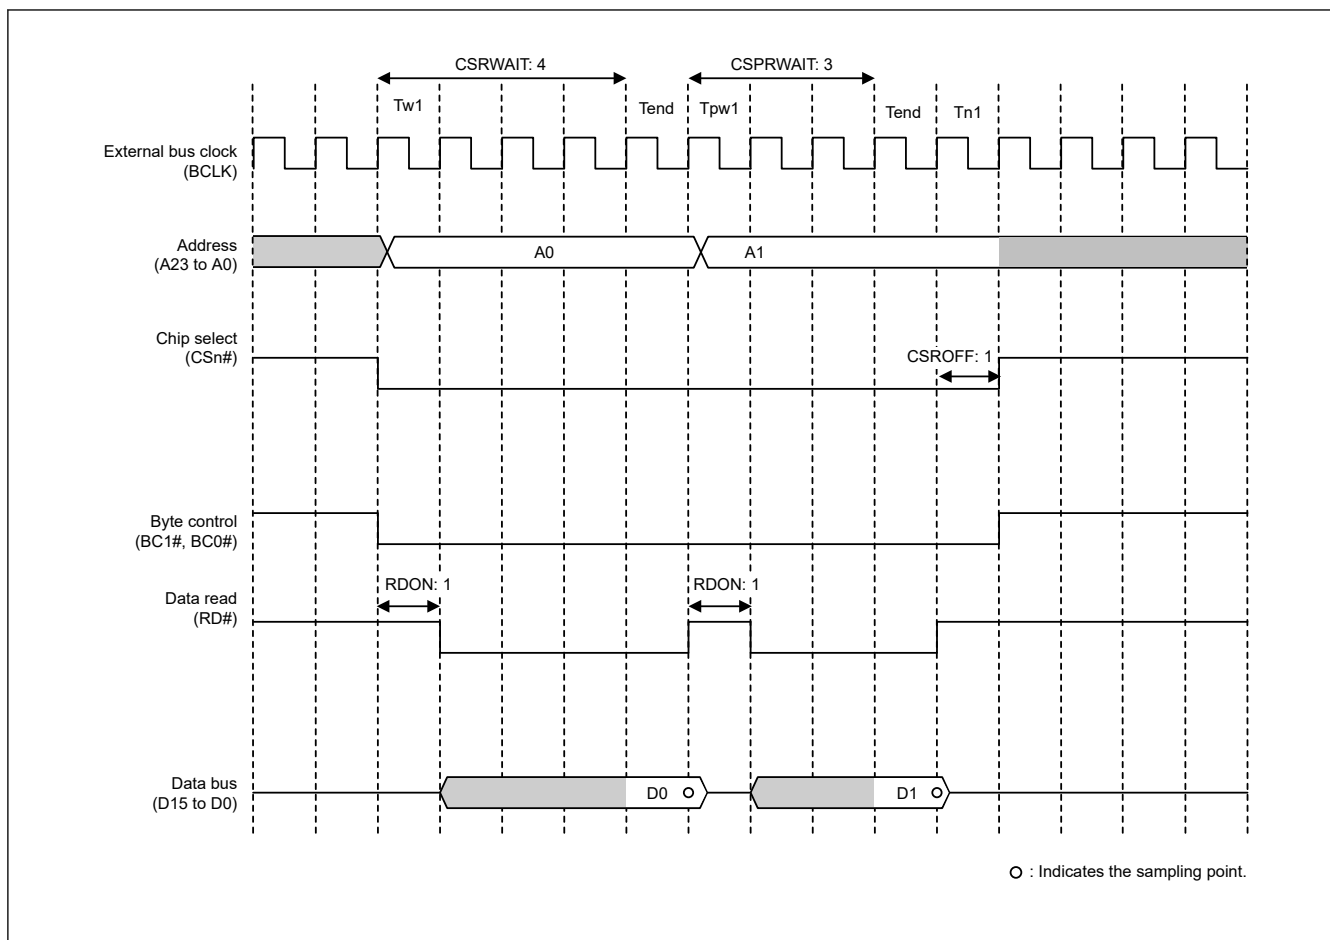 CSRWAIT: 4
CSPRWAIT: 3
Tw1
Tend
Tpw1
Tend
Tn1
External bus clock
(BCLK)
Address
(A23 to A0)
A0
A1
Chip select
(CSn#)
CSROFF: 1
Byte control
(BC1#, BC0#)
RDON: 1
RDON: 1
Data read
(RD#)
Data bus
(D15 to D0)
D0
D1
: Indicates the sampling point.